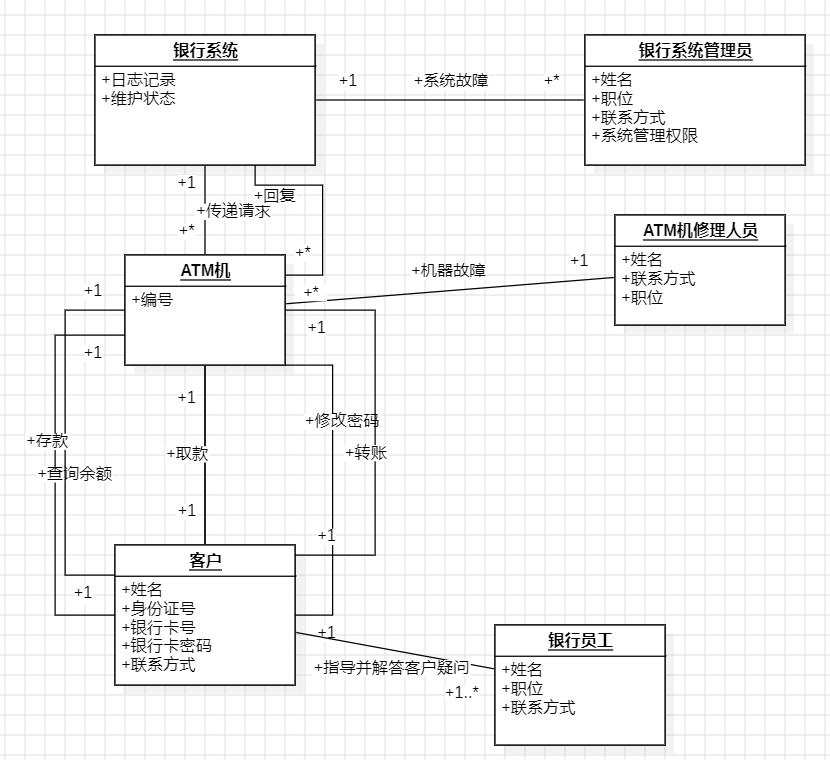 银行系统
+日志记录
+维护状态
+1
+系统故障
+*
银行系统管理员
+姓名
+职位
+联系方式
+系统管理权限
+1
+回复
+传递请求
+*
+*
ATM机
+编号
+机器故障
+1
+*
ATM机修理人员
+姓名
+联系方式
+职位
+1
+1
+1
+1
+修改密码
+存款
+取款
+转账
+查询余额
+1
+1
客户
+姓名
+身份证号
+银行卡号
+银行卡密码
+联系方式
+1
+1
+指导并解答客户疑问
+1..*
银行员工
+姓名
+职位
+联系方式